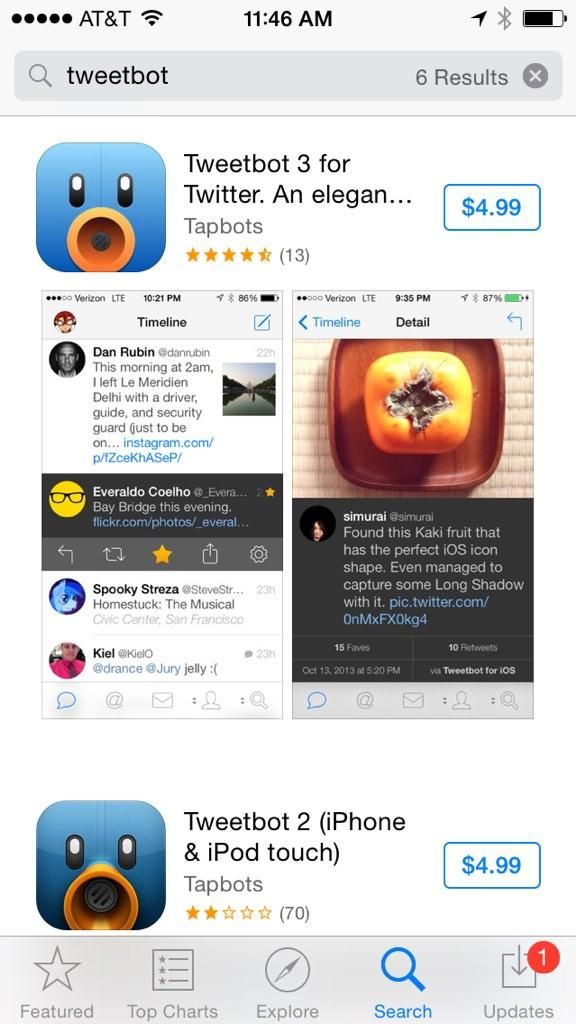 AT&T 11:46 AM
tweetbot 6 Results
Tweetbot 3 for
Twitter. An elegan...
Tapbots
(13)
$4.99
Verizon LTE 10:21 PM 86%
Timeline
Dan Rubin @danrubin 22h
This morning at 2am,
I left Le Meridien
Delhi with a driver,
guide, and security
guard (just to be
on... instagram.com/
p/fZceKhASeP/
Everaldo Coelho @_Evera... 2
Bay Bridge this evening.
flickr.com/photos/_everal...
Spooky Streza @SteveStr... 23h
Homestuck: The Musical
Civic Center, San Francisco
Kiel @KielO 23h
@drance @Jury jelly :(
@
Verizon LTE 9:35 PM 87%
Timeline Detail
simurai @simurai
Found this Kaki fruit that
has the perfect iOS icon
shape. Even managed to
capture some Long Shadow
with it. pic.twitter.com/
0nMxFX0kg4
15 Faves 10 Retweets
Oct 13, 2013 at 5:20 PM via Tweetbot for iOS
@
Tweetbot 2 (iPhone
& iPod touch)
Tapbots
(70)
$4.99
1
Featured Top Charts Explore Search Updates